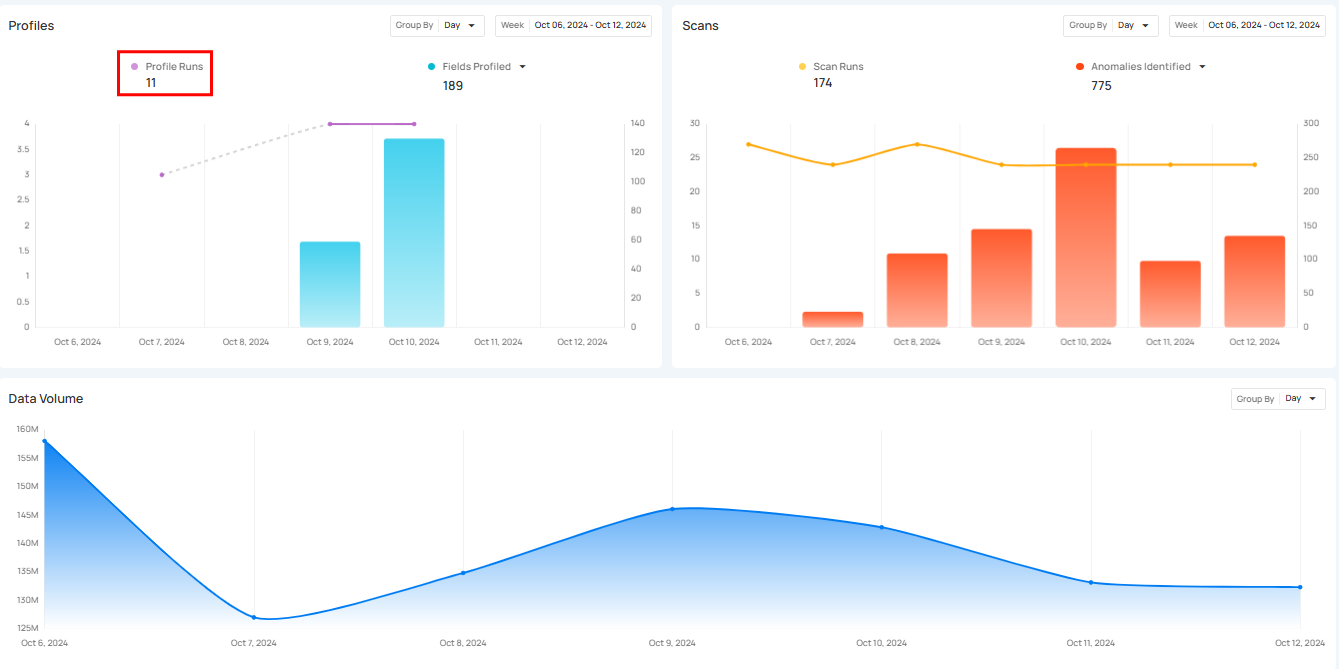 Profiles
Group By Day
Week Oct 06, 2024 - Oct 12, 2024
Profile Runs
11
Fields Profiled
189
4
3.5
3
2.5
2
1.5
1
0.5
0
140
120
100
80
60
40
20
0
Oct 6, 2024 Oct 7, 2024 Oct 8, 2024 Oct 9, 2024 Oct 10, 2024 Oct 11, 2024 Oct 12, 2024
Scans
Group By Day
Week Oct 06, 2024 - Oct 12, 2024
Scan Runs
174
Anomalies Identified
775
30
25
20
15
10
5
0
300
250
200
150
100
50
0
Oct 6, 2024 Oct 7, 2024 Oct 8, 2024 Oct 9, 2024 Oct 10, 2024 Oct 11, 2024 Oct 12, 2024
Data Volume
Group By Day
160M
155M
150M
145M
140M
135M
130M
125M
Oct 6, 2024 Oct 7, 2024 Oct 8, 2024 Oct 9, 2024 Oct 10, 2024 Oct 11, 2024 Oct 12, 2024